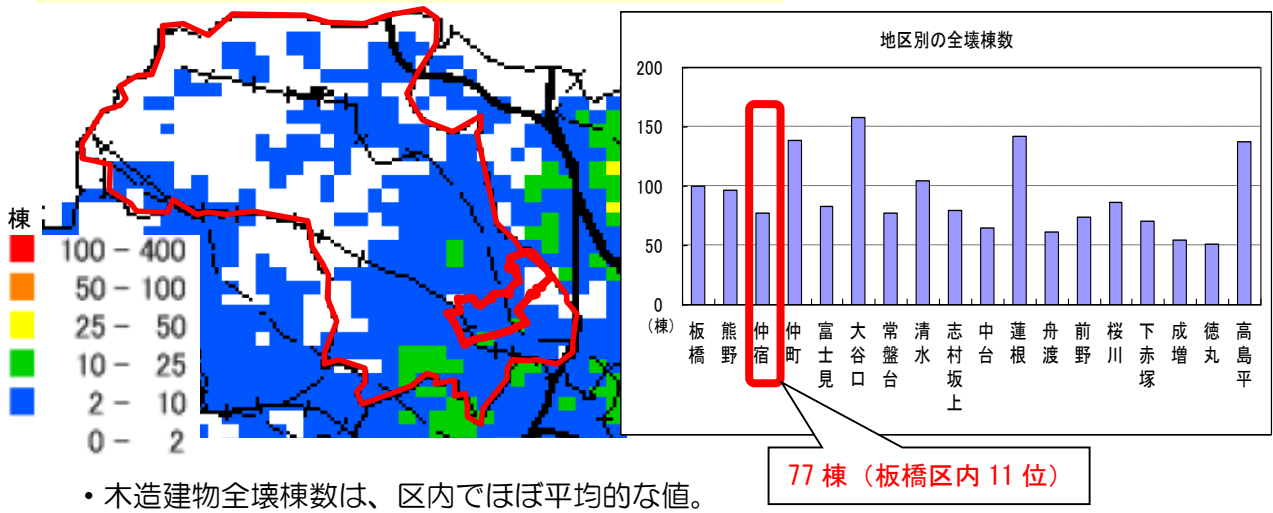 棟
100 - 400
50 - 100
25 - 50
10 - 25
2 - 10
0 - 2
地区別の全壊棟数
200
150
100
50
0
(棟)
板橋
熊野
仲宿
仲町
富士見
大谷口
常盤台
清水
志村坂上
中台
蓮根
舟渡
前野
桜川
下赤塚
成増
徳丸
高島平
77 棟（板橋区内 11 位）
・木造建物全壊棟数は、区内でほぼ平均的な値。